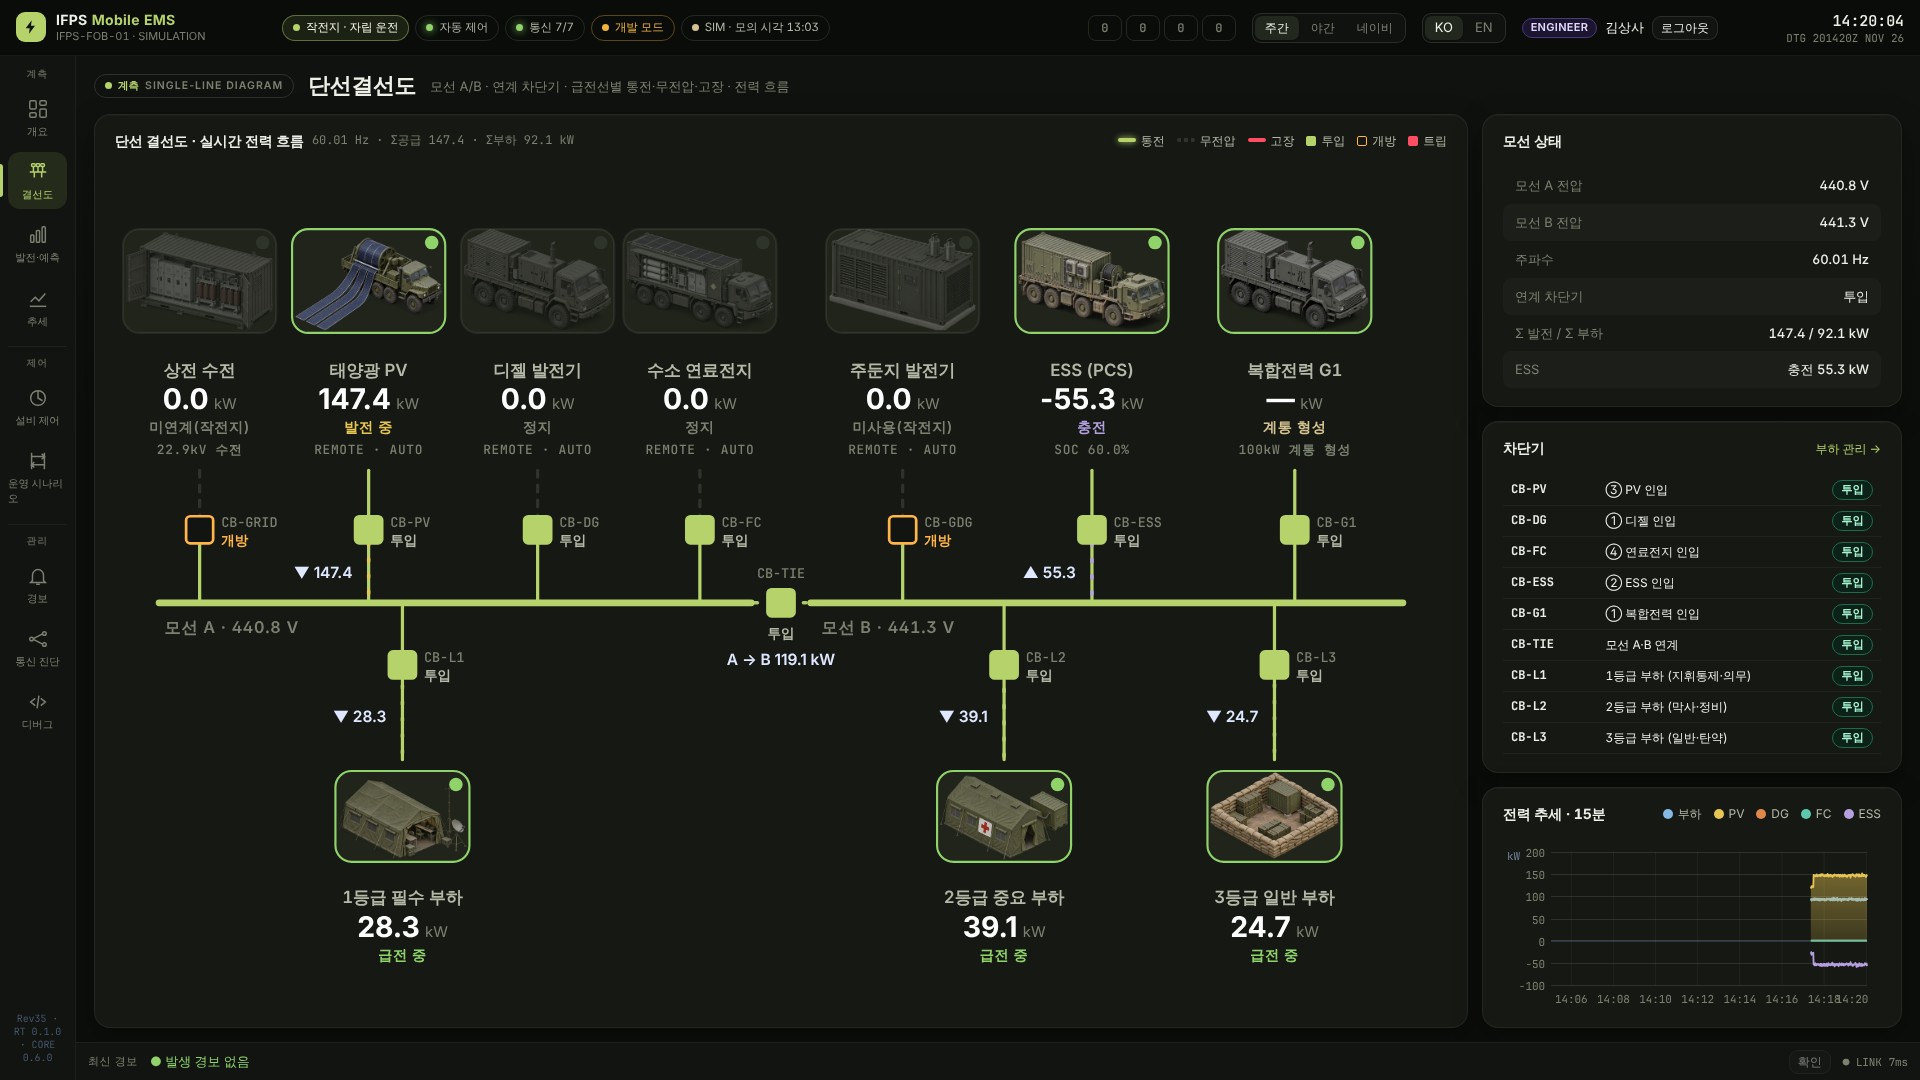 IFPS Mobile EMS
IFPS-FOB-01 · SIMULATION
작전지 · 자립 운전
자동 제어
통신 7/7
개발 모드
SIM · 모의 시각 13:03
0 0 0 0
주간 야간 네이비
KO EN
ENGINEER 김상사 로그아웃
14:20:04
DTG 201420Z NOV 26
계측
개요
결선도
발전·예측
추세
제어
설비 제어
운영 시나리
오
관리
경보
통신 진단
디버그
Rev35 ·
RT 0.1.0
· CORE
0.6.0
계측 SINGLE-LINE DIAGRAM
단선결선도
모선 A/B · 연계 차단기 · 급전선별 통전·무전압·고장 · 전력 흐름
단선 결선도 · 실시간 전력 흐름 60.01 Hz · Σ공급 147.4 · Σ부하 92.1 kW
통전 무전압 고장 투입 개방 트립
상전 수전
0.0 kW
미연계(작전지)
22.9kV 수전
태양광 PV
147.4 kW
발전 중
REMOTE · AUTO
디젤 발전기
0.0 kW
정지
REMOTE · AUTO
수소 연료전지
0.0 kW
정지
REMOTE · AUTO
주둔지 발전기
0.0 kW
미사용(작전지)
REMOTE · AUTO
ESS (PCS)
-55.3 kW
충전
SOC 60.0%
복합전력 G1
— kW
계통 형성
100kW 계통 형성
CB-GRID
개방
CB-PV
투입
CB-DG
투입
CB-FC
투입
CB-GDG
개방
CB-ESS
투입
CB-G1
투입
▼ 147.4
▲ 55.3
CB-TIE
투입
A → B 119.1 kW
모선 A · 440.8 V
모선 B · 441.3 V
CB-L1
투입
CB-L2
투입
CB-L3
투입
▼ 28.3
▼ 39.1
▼ 24.7
1등급 필수 부하
28.3 kW
급전 중
2등급 중요 부하
39.1 kW
급전 중
3등급 일반 부하
24.7 kW
급전 중
모선 상태
모선 A 전압 440.8 V
모선 B 전압 441.3 V
주파수 60.01 Hz
연계 차단기 투입
Σ 발전 / Σ 부하 147.4 / 92.1 kW
ESS 충전 55.3 kW
차단기 부하 관리 →
CB-PV ③ PV 인입 투입
CB-DG ① 디젤 인입 투입
CB-FC ④ 연료전지 인입 투입
CB-ESS ② ESS 인입 투입
CB-G1 ① 복합전력 인입 투입
CB-TIE 모선 A·B 연계 투입
CB-L1 1등급 부하 (지휘통제·의무) 투입
CB-L2 2등급 부하 (막사·정비) 투입
CB-L3 3등급 부하 (일반·탄약) 투입
전력 추세 · 15분
부하 PV DG FC ESS
kW 200
150
100
50
0
-50
-100
14:06 14:08 14:10 12:12 14:14 14:16 14:18 14:20
최신 경보 발생 경보 없음
확인 LINK 7ms